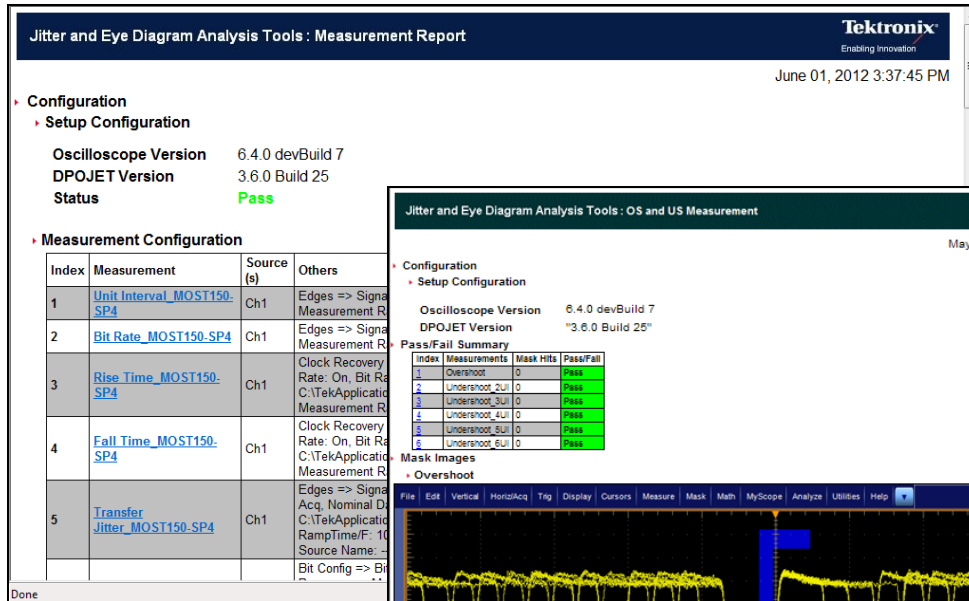 Jitter and Eye Diagram Analysis Tools : Measurement Report
Tektronix
Enabling Innovation
June 01, 2012 3:37:45 PM
Configuration
Setup Configuration
Oscilloscope Version 6.4.0 devBuild 7
DPOJET Version 3.6.0 Build 25
Status Pass
Measurement Configuration
Index Measurement Source (s) Others
1 Unit Interval_MOST150-SP4 Ch1 Edges => Signa
Measurement R
2 Bit Rate_MOST150-SP4 Ch1 Edges => Signa
Measurement R
3 Rise Time_MOST150-SP4 Ch1 Clock Recovery
Rate: On, Bit Ra
C:\TekApplicatio
Measurement R
4 Fall Time_MOST150-SP4 Ch1 Clock Recovery
Rate: On, Bit Ra
C:\TekApplicatio
Measurement R
5 Transfer Jitter_MOST150-SP4 Ch1 Edges => Signa
Acq, Nominal Da
C:\TekApplicatio
RampTime/F: 10
Source Name: --
Bit Config => Bi
Done
Jitter and Eye Diagram Analysis Tools : OS and US Measurement
May
Configuration
Setup Configuration
Oscilloscope Version 6.4.0 devBuild 7
DPOJET Version "3.6.0 Build 25"
Pass/Fail Summary
Index Measurements Mask Hits Pass/Fail
1 Overshoot 0 Pass
2 Undershoot_2UI 0 Pass
3 Undershoot_3UI 0 Pass
4 Undershoot_4UI 0 Pass
5 Undershoot_5UI 0 Pass
6 Undershoot_6UI 0 Pass
Mask Images
Overshoot
File Edit Vertical Horiz/Acq Trig Display Cursors Measure Mask Math MyScope Analyze Utilities Help